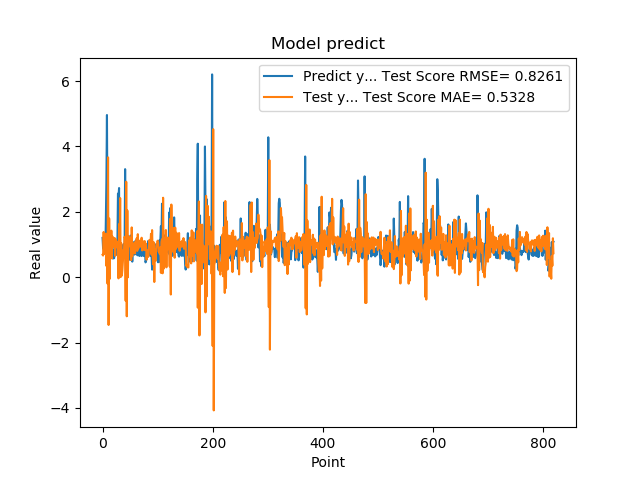 Model predict
Predict y... Test Score RMSE= 0.8261
Test y... Test Score MAE= 0.5328
Real value
6
4
2
0
−2
−4
0 200 400 600 800
Point